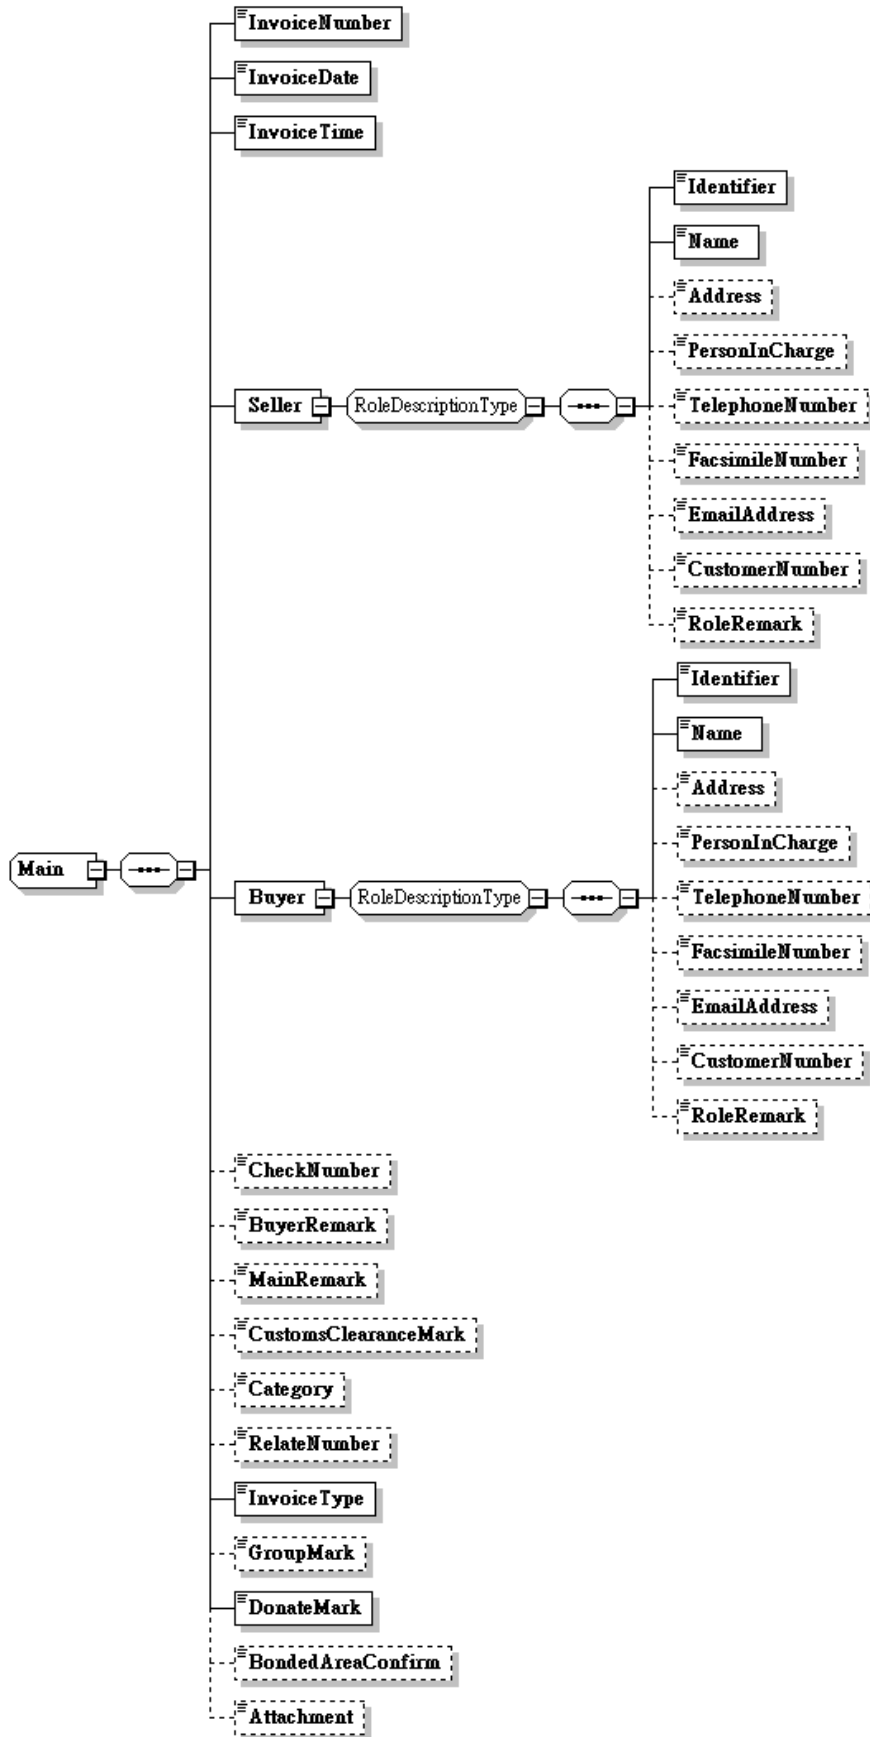 InvoiceNumber
InvoiceDate
InvoiceTime
Identifier
Name
Address
PersonInCharge
Seller RoleDescriptionType TelephoneNumber
FacsimileNumber
EmailAddress
CustomerNumber
RoleRemark
Identifier
Name
Address
PersonInCharge
Main
Buyer RoleDescriptionType TelephoneNumber
FacsimileNumber
EmailAddress
CustomerNumber
RoleRemark
CheckNumber
BuyerRemark
MainRemark
CustomsClearanceMark
Category
RelateNumber
InvoiceType
GroupMark
DonateMark
BondedAreaConfirm
Attachment